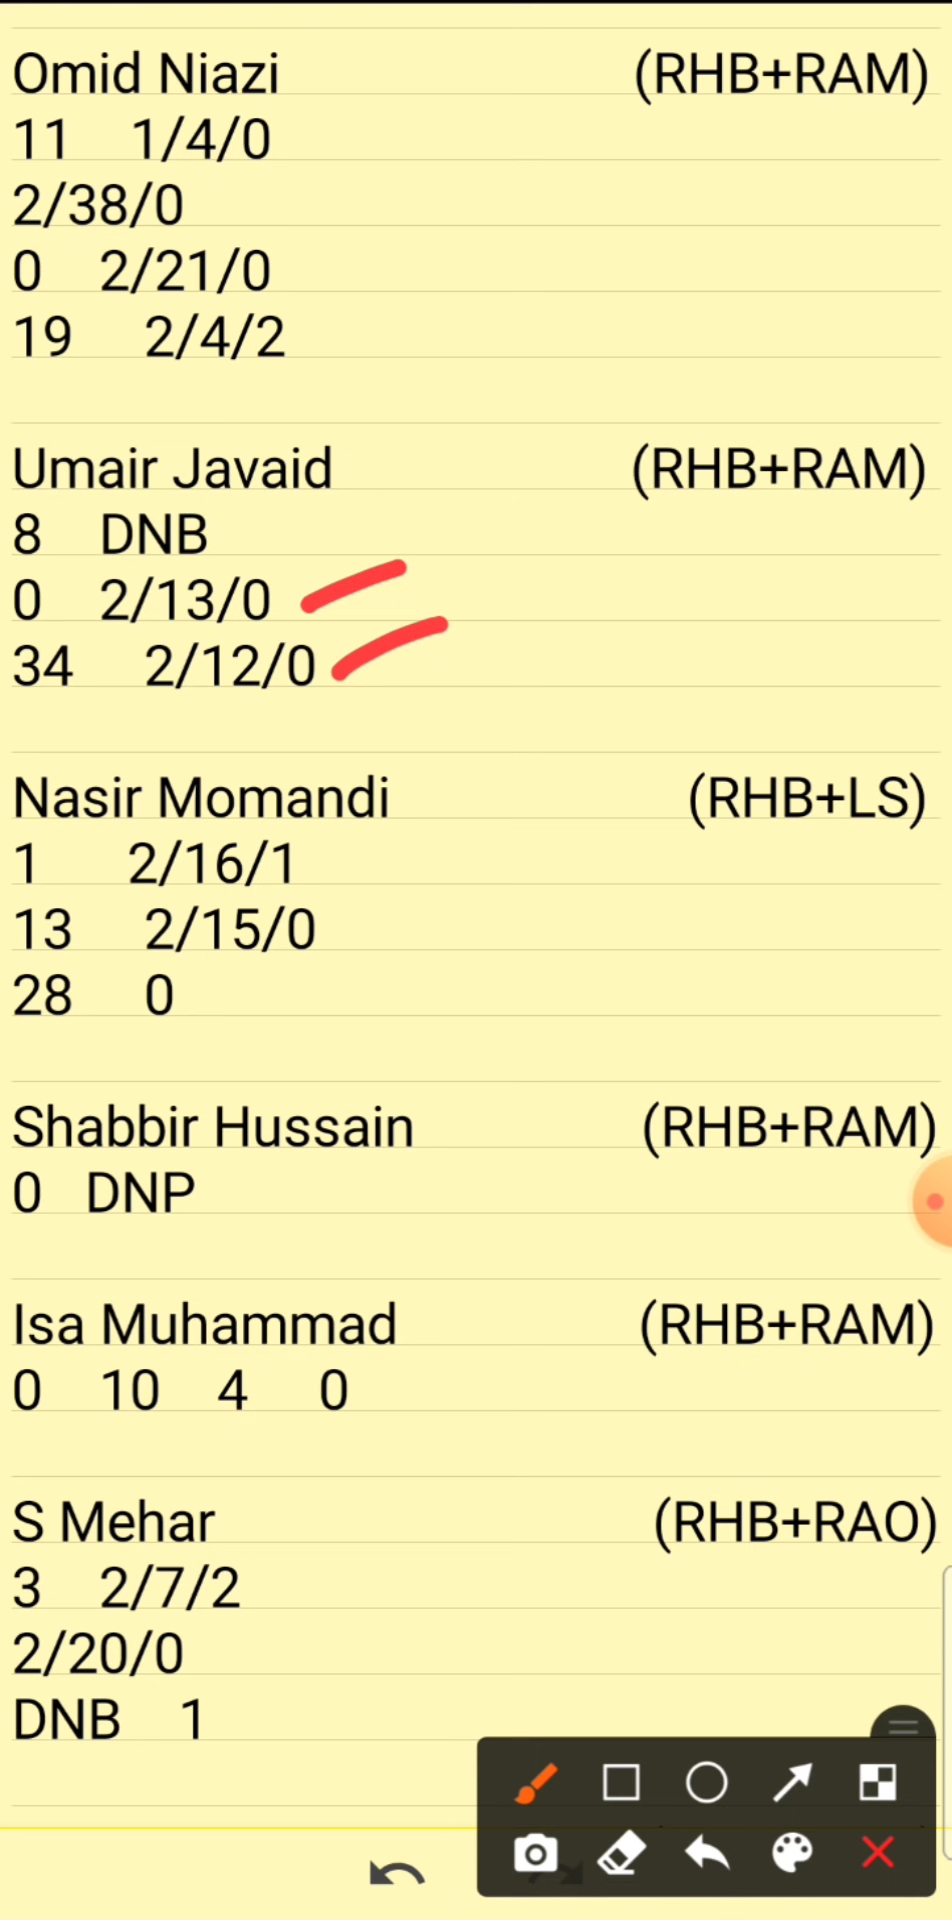 Omid Niazi (RHB+RAM)
11 1/4/0
2/38/0
0 2/21/0
19 2/4/2
Umair Javaid (RHB+RAM)
8 DNB
0 2/13/0
34 2/12/0
Nasir Momandi (RHB+LS)
1 2/16/1
13 2/15/0
28 0
Shabbir Hussain (RHB+RAM)
0 DNP
Isa Muhammad (RHB+RAM)
0 10 4 0
S Mehar (RHB+RAO)
3 2/7/2
2/20/0
DNB 1